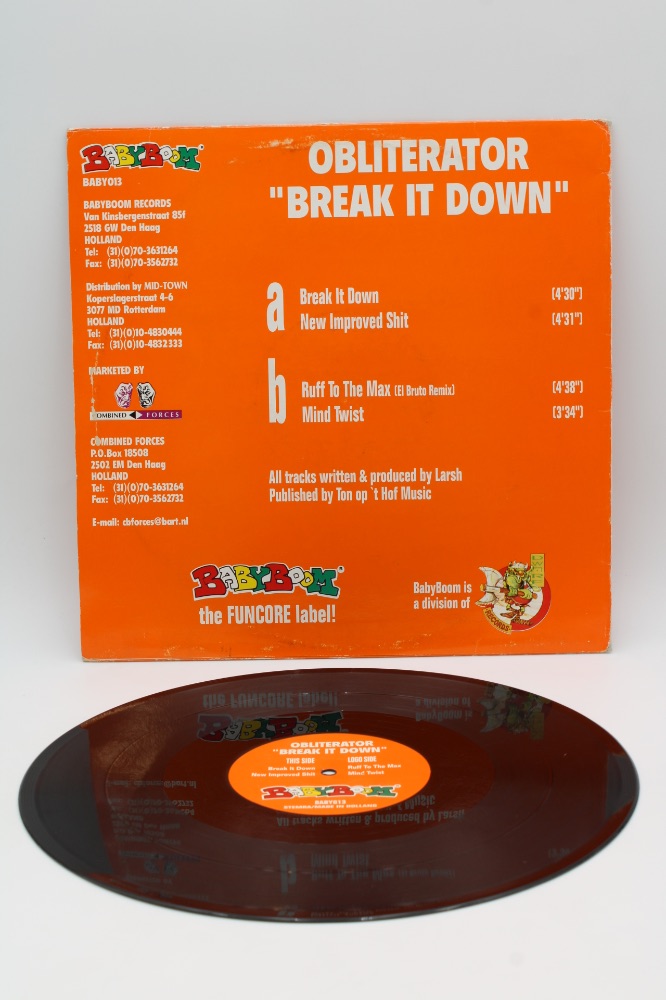 BABYBOOM
BABY013
BABYBOOM RECORDS
Van Kinsbergenstraat 85f
2518 GW Den Haag
HOLLAND
Tel: (31)(0)70-3631264
Fax: (31)(0)70-3562732
Distribution by MID-TOWN
Koperslagerstraat 4-6
3077 MD Rotterdam
HOLLAND
Tel: (31)(0)10-4830444
Fax: (31)(0)10-4832333
MARKETED BY
COMBINED FORCES
COMBINED FORCES
P.O.Box 18508
2502 EM Den Haag
HOLLAND
Tel: (31)(0)70-3631264
Fax: (31)(0)70-3562732
E-mail: cbforces@bart.nl
OBLITERATOR
"BREAK IT DOWN"
a
Break It Down (4'30")
New Improved Shit (4'31")
b
Ruff To The Max (El Bruto Remix) (4'38")
Mind Twist (3'34")
All tracks written & produced by Larsh
Published by Ton op 't Hof Music
BABYBOOM
the FUNCORE label!
BabyBoom is
a division of
RECORDS
OBLITERATOR
"BREAK IT DOWN"
THIS SIDE LOGO SIDE
Break It Down Ruff To The Max
New Improved Shit Mind Twist
BABYBOOM
BABY013
STEMRA/MADE IN HOLLAND